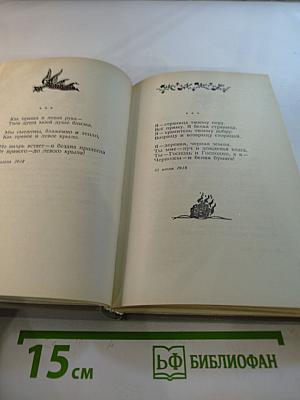 * * *
Как правая и левая рука—
Твоя душа моей душе близка.
Мы смежены, блаженно и тепло,
Как правое и левое крыло.
Но вихрь встает—и бездна пролегла
От правого—до левого крыла!
июля 1918
* * *
Я—страница твоему перу.
Всё приму. Я белая страница.
Я—хранитель твоему добру:
Возращу и возвращу сторицей.
Я—деревня, черная земля.
Ты мне—луч и дождевая влага.
Ты—Господь и Господин, а я—
Чернозем—и белая бумага!
10 июля 1918
15 СМ
БФ БИБЛИОФАН